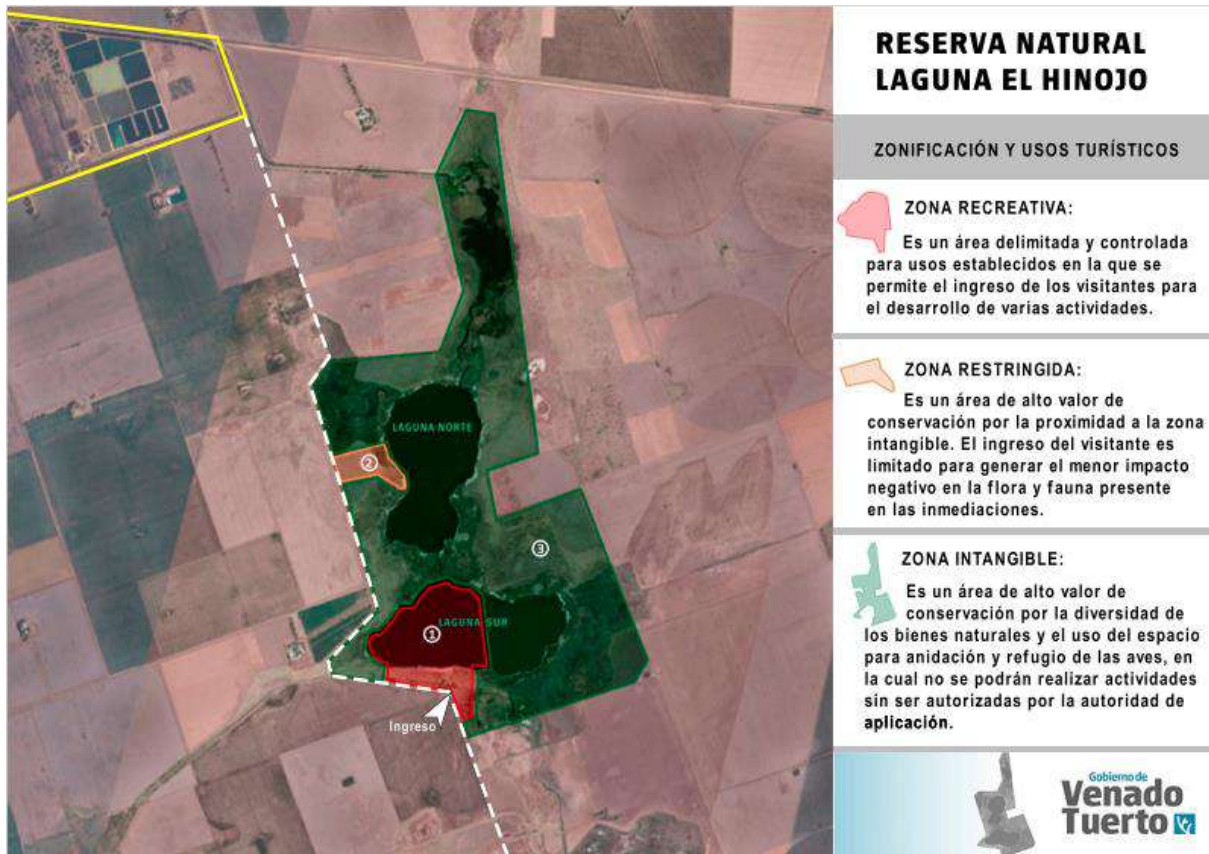 RESERVA NATURAL
LAGUNA EL HINOJO
ZONIFICACIÓN Y USOS TURÍSTICOS
ZONA RECREATIVA:
Es un área delimitada y controlada
para usos establecidos en la que se
permite el ingreso de los visitantes para
el desarrollo de varias actividades.
ZONA RESTRINGIDA:
Es un área de alto valor de
conservación por la proximidad a la zona
intangible. El ingreso del visitante es
limitado para generar el menor impacto
negativo en la flora y fauna presente
en las inmediaciones.
ZONA INTANGIBLE:
Es un área de alto valor de
conservación por la diversidad de
los bienes naturales y el uso del espacio
para anidación y refugio de las aves, en
la cual no se podrán realizar actividades
sin ser autorizadas por la autoridad de
aplicación.
Gobierno de
Venado
Tuerto
LAGUNA NORTE
2
3
LAGUNA SUR
1
Ingreso